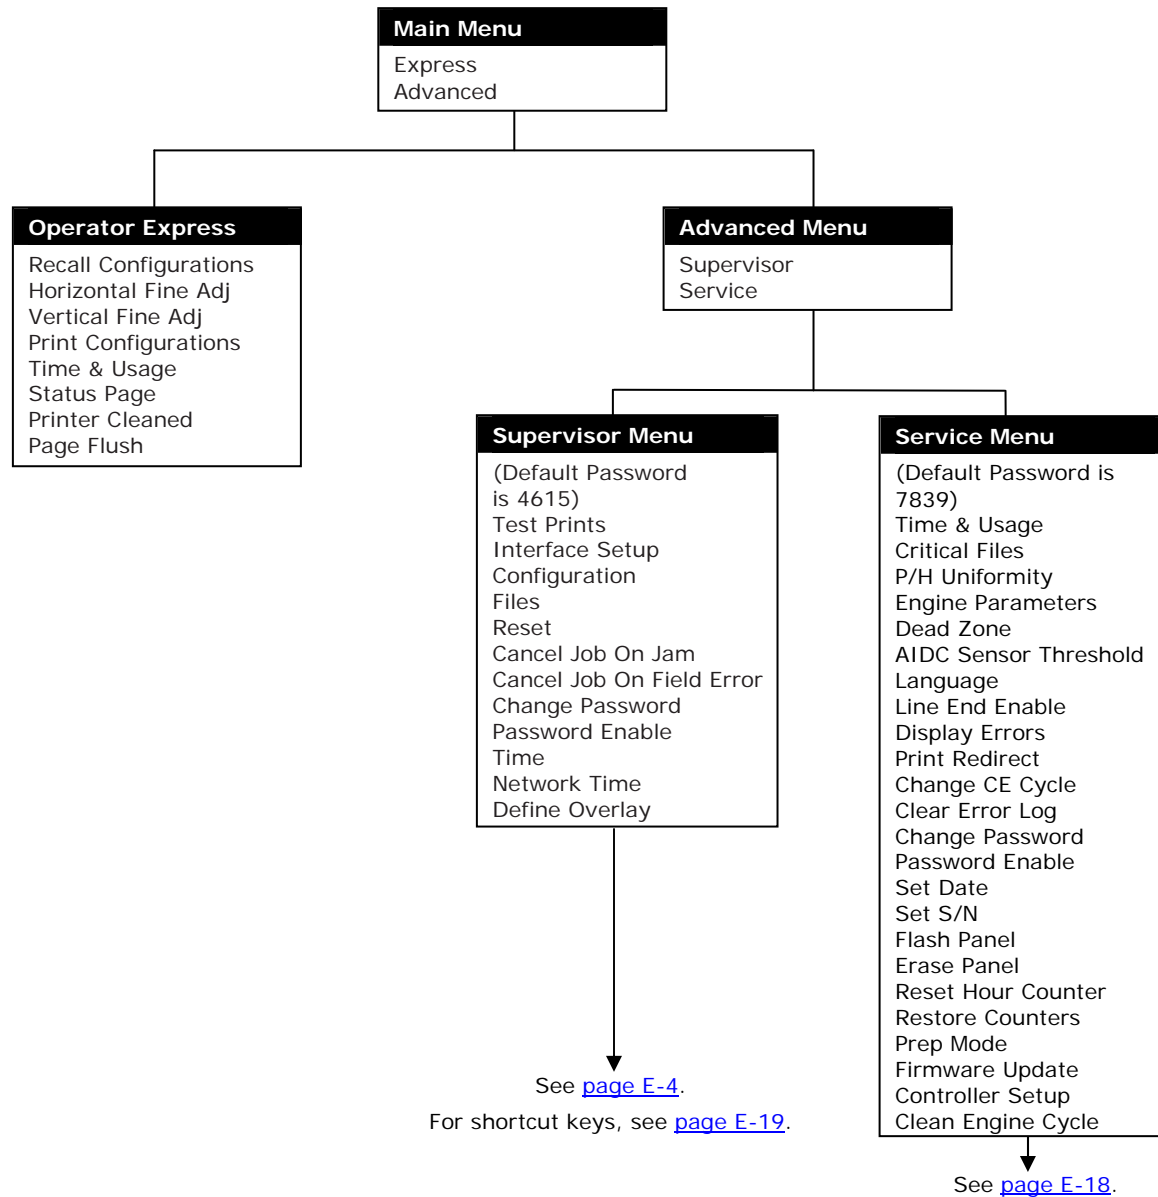 Main Menu
Express
Advanced
Operator Express
Recall Configurations
Horizontal Fine Adj
Vertical Fine Adj
Print Configurations
Time & Usage
Status Page
Printer Cleaned
Page Flush
Advanced Menu
Supervisor
Service
Supervisor Menu
(Default Password
is 4615)
Test Prints
Interface Setup
Configuration
Files
Reset
Cancel Job On Jam
Cancel Job On Field Error
Change Password
Password Enable
Time
Network Time
Define Overlay
See page E-4.
For shortcut keys, see page E-19.
Service Menu
(Default Password is
7839)
Time & Usage
Critical Files
P/H Uniformity
Engine Parameters
Dead Zone
AIDC Sensor Threshold
Language
Line End Enable
Display Errors
Print Redirect
Change CE Cycle
Clear Error Log
Change Password
Password Enable
Set Date
Set S/N
Flash Panel
Erase Panel
Reset Hour Counter
Restore Counters
Prep Mode
Firmware Update
Controller Setup
Clean Engine Cycle
See page E-18.